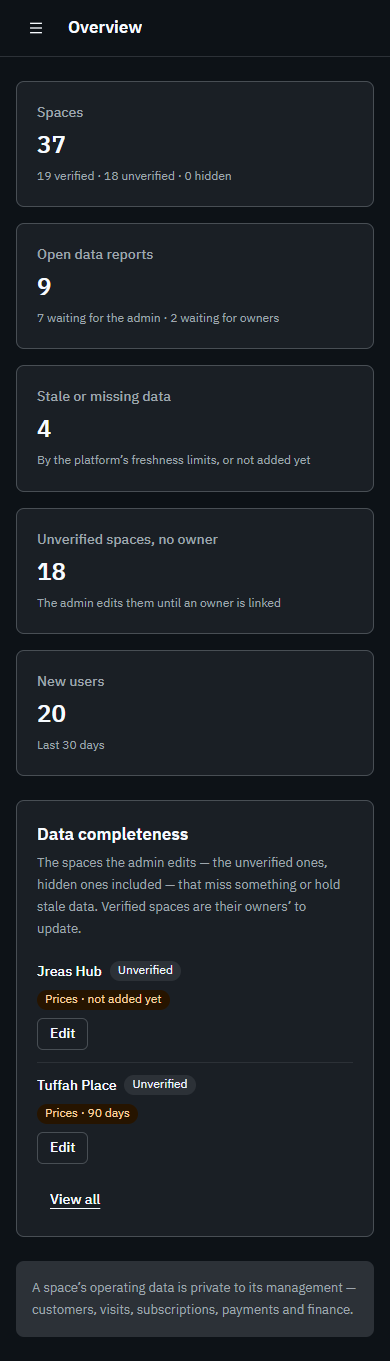 Overview
Spaces
37
19 verified · 18 unverified · 0 hidden
Open data reports
9
7 waiting for the admin · 2 waiting for owners
Stale or missing data
4
By the platform’s freshness limits, or not added yet
Unverified spaces, no owner
18
The admin edits them until an owner is linked
New users
20
Last 30 days
Data completeness
The spaces the admin edits — the unverified ones,
hidden ones included — that miss something or hold
stale data. Verified spaces are their owners’ to
update.
Jreas Hub Unverified
Prices · not added yet
Edit
Tuffah Place Unverified
Prices · 90 days
Edit
View all
A space’s operating data is private to its management —
customers, visits, subscriptions, payments and finance.